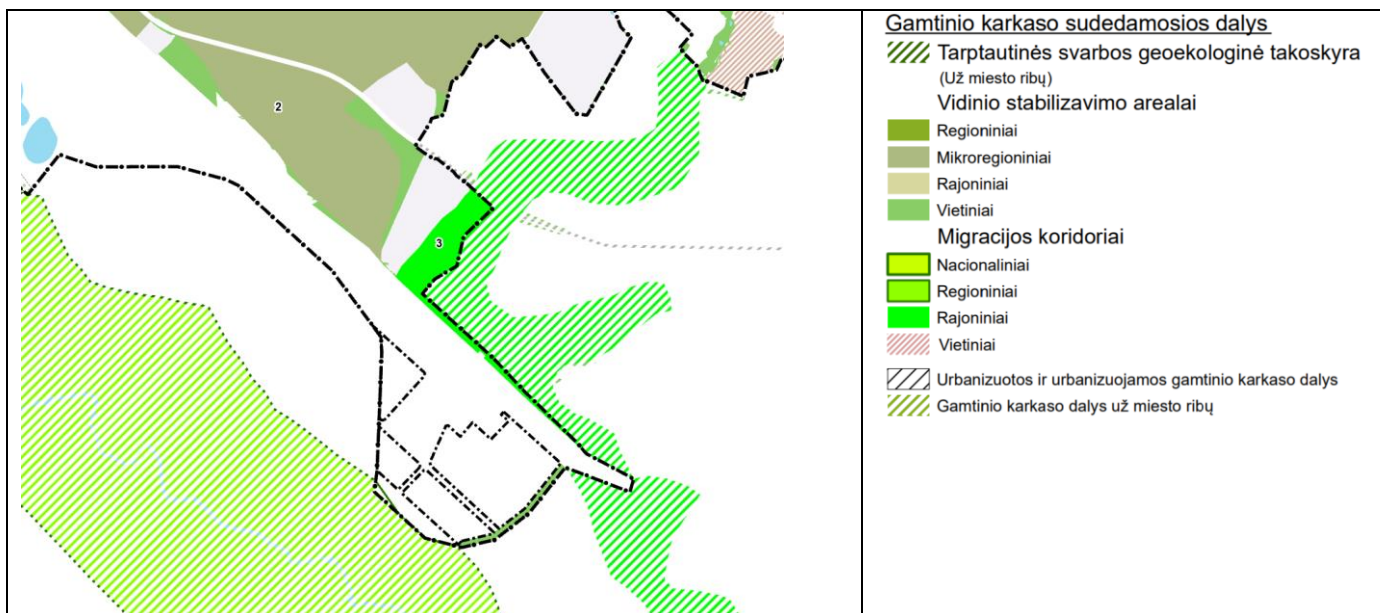 2
3
Gamtinio karkaso sudedamosios dalys
Tarptautinės svarbos geoekologinė takoskyra
(Už miesto ribų)
Vidinio stabilizavimo arealai
Regioniniai
Mikroregioniniai
Rajoniniai
Vietiniai
Migracijos koridoriai
Nacionaliniai
Regioniniai
Rajoniniai
Vietiniai
Urbanizuotos ir urbanizuojamos gamtinio karkaso dalys
Gamtinio karkaso dalys už miesto ribų